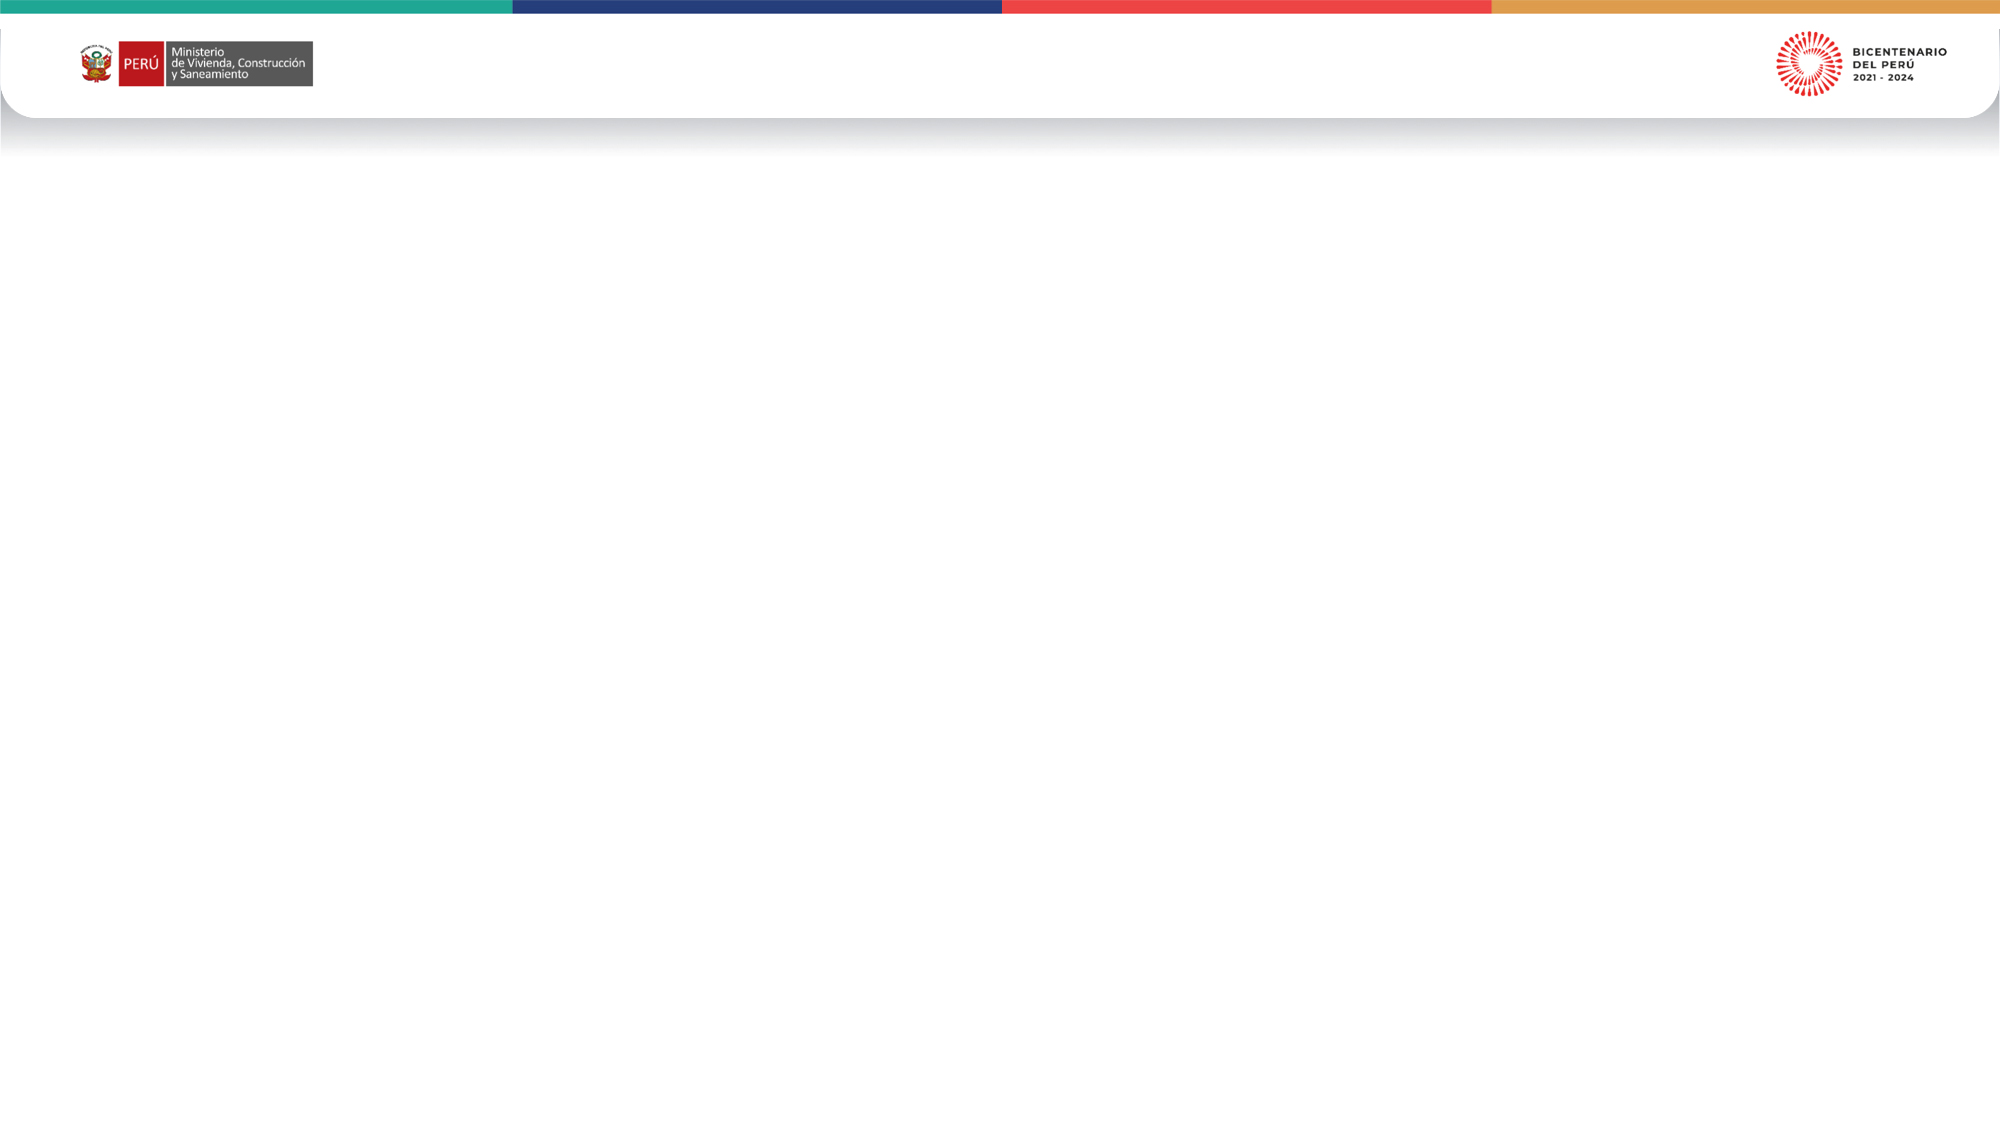 PERÚ
Ministerio
de Vivienda, Construcción
y Saneamiento
BICENTENARIO
DEL PERÚ
2021 - 2024